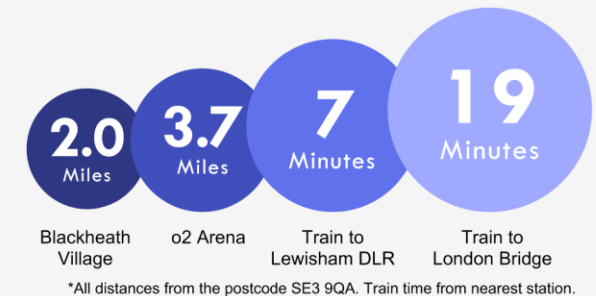 2.0
Miles
3.7
Miles
7
Minutes
19
Minutes
Blackheath
Village
o2 Arena
Train to
Lewisham DLR
Train to
London Bridge
*All distances from the postcode SE3 9QA. Train time from nearest station.